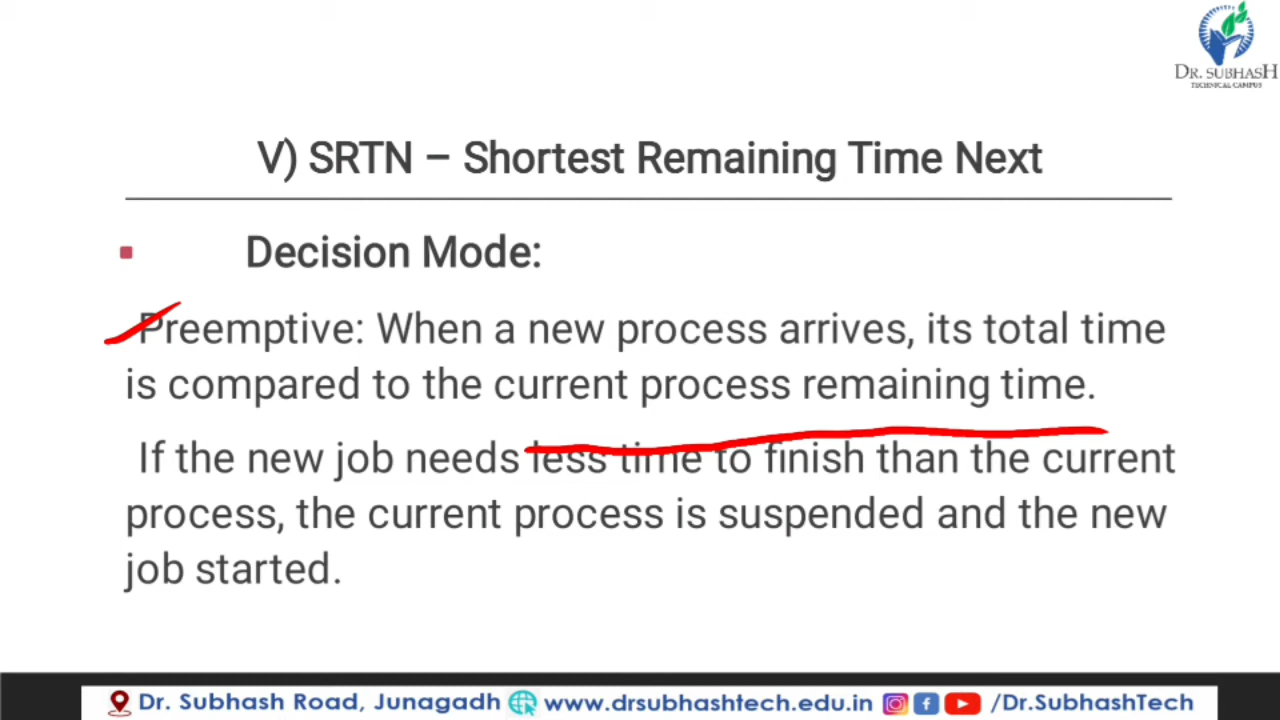 DR. SUBHASH
TECHNICAL CAMPUS
V) SRTN – Shortest Remaining Time Next
Decision Mode:
Preemptive: When a new process arrives, its total time
is compared to the current process remaining time.
If the new job needs less time to finish than the current
process, the current process is suspended and the new
job started.
Dr. Subhash Road, Junagadh www.drsubhashtech.edu.in /Dr.SubhashTech